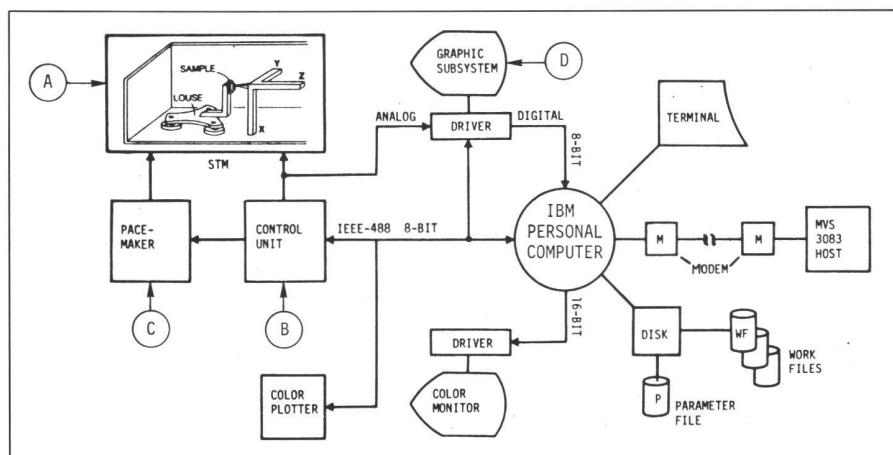 A
SAMPLE
LOUSE
Y
Z
X
STM
GRAPHIC
SUBSYSTEM
D
ANALOG
DRIVER
DIGITAL
8-BIT
TERMINAL
PACE-
MAKER
CONTROL
UNIT
IEEE-488 8-BIT
IBM
PERSONAL
COMPUTER
M
M
MODEM
MVS
3083
HOST
C
B
16-BIT
DRIVER
COLOR
PLOTTER
COLOR
MONITOR
DISK
WF
WORK
FILES
P
PARAMETER
FILE